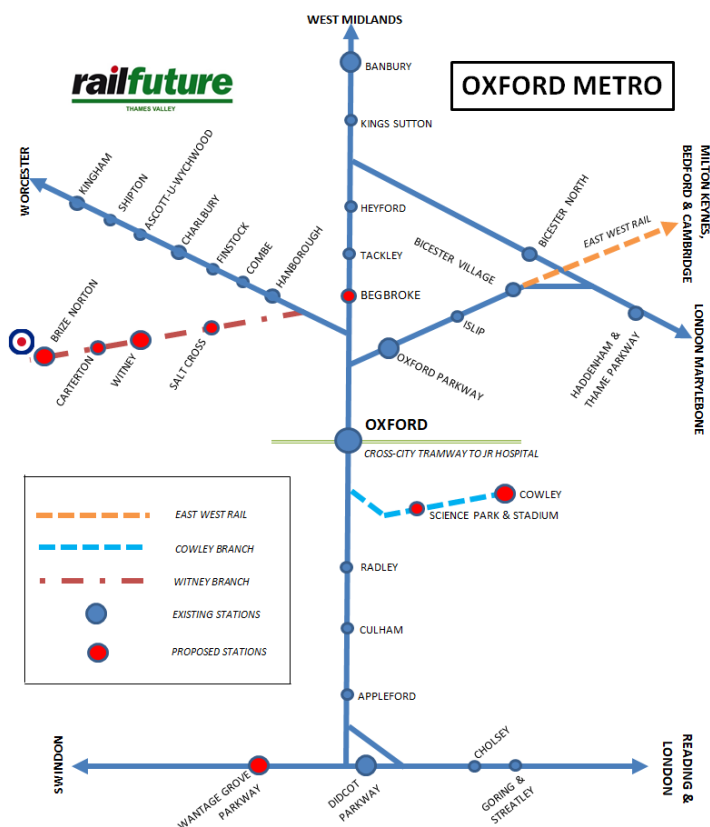 WEST MIDLANDS
railfuture
THAMES VALLEY
OXFORD METRO
BANBURY
KINGS SUTTON
WORCESTER
KINGHAM
SHIPTON
ASCOTT-U-WYCHWOOD
CHARLBURY
FINSTOCK
COMBE
HANBOROUGH
HEYFORD
TACKLEY
BEGBROKE
BICESTER NORTH
BICESTER VILLAGE
EAST WEST RAIL
MILTON KEYNES,
BEDFORD & CAMBRIDGE
ISLIP
OXFORD PARKWAY
HADDENHAM &
THAME PARKWAY
LONDON MARYLEBONE
BRIZE NORTON
CARTERTON
WITNEY
SALT CROSS
OXFORD
CROSS-CITY TRAMWAY TO JR HOSPITAL
COWLEY
SCIENCE PARK & STADIUM
EAST WEST RAIL
COWLEY BRANCH
WITNEY BRANCH
EXISTING STATIONS
PROPOSED STATIONS
RADLEY
CULHAM
APPLEFORD
SWINDON
WANTAGE GROVE
PARKWAY
DIDCOT
PARKWAY
CHOLSEY
GORING &
STREATLEY
READING &
LONDON